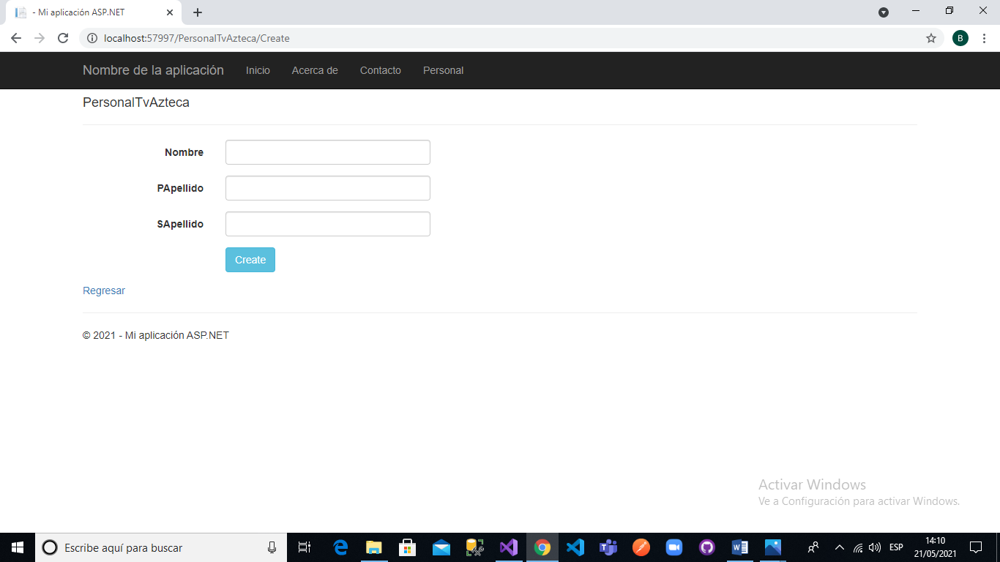 - Mi aplicación ASP.NET
localhost:57997/PersonalTvAzteca/Create
B
Nombre de la aplicación Inicio Acerca de Contacto Personal
PersonalTvAzteca
Nombre
PApellido
SApellido
Create
Regresar
© 2021 - Mi aplicación ASP.NET
Activar Windows
Ve a Configuración para activar Windows.
Escribe aquí para buscar
ESP
14:10
21/05/2021